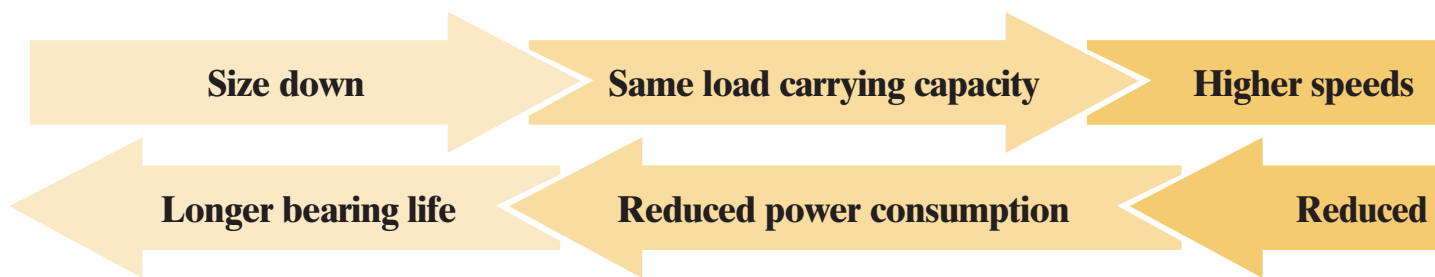 Size down Same load carrying capacity Higher speeds
Longer bearing life Reduced power consumption Reduced